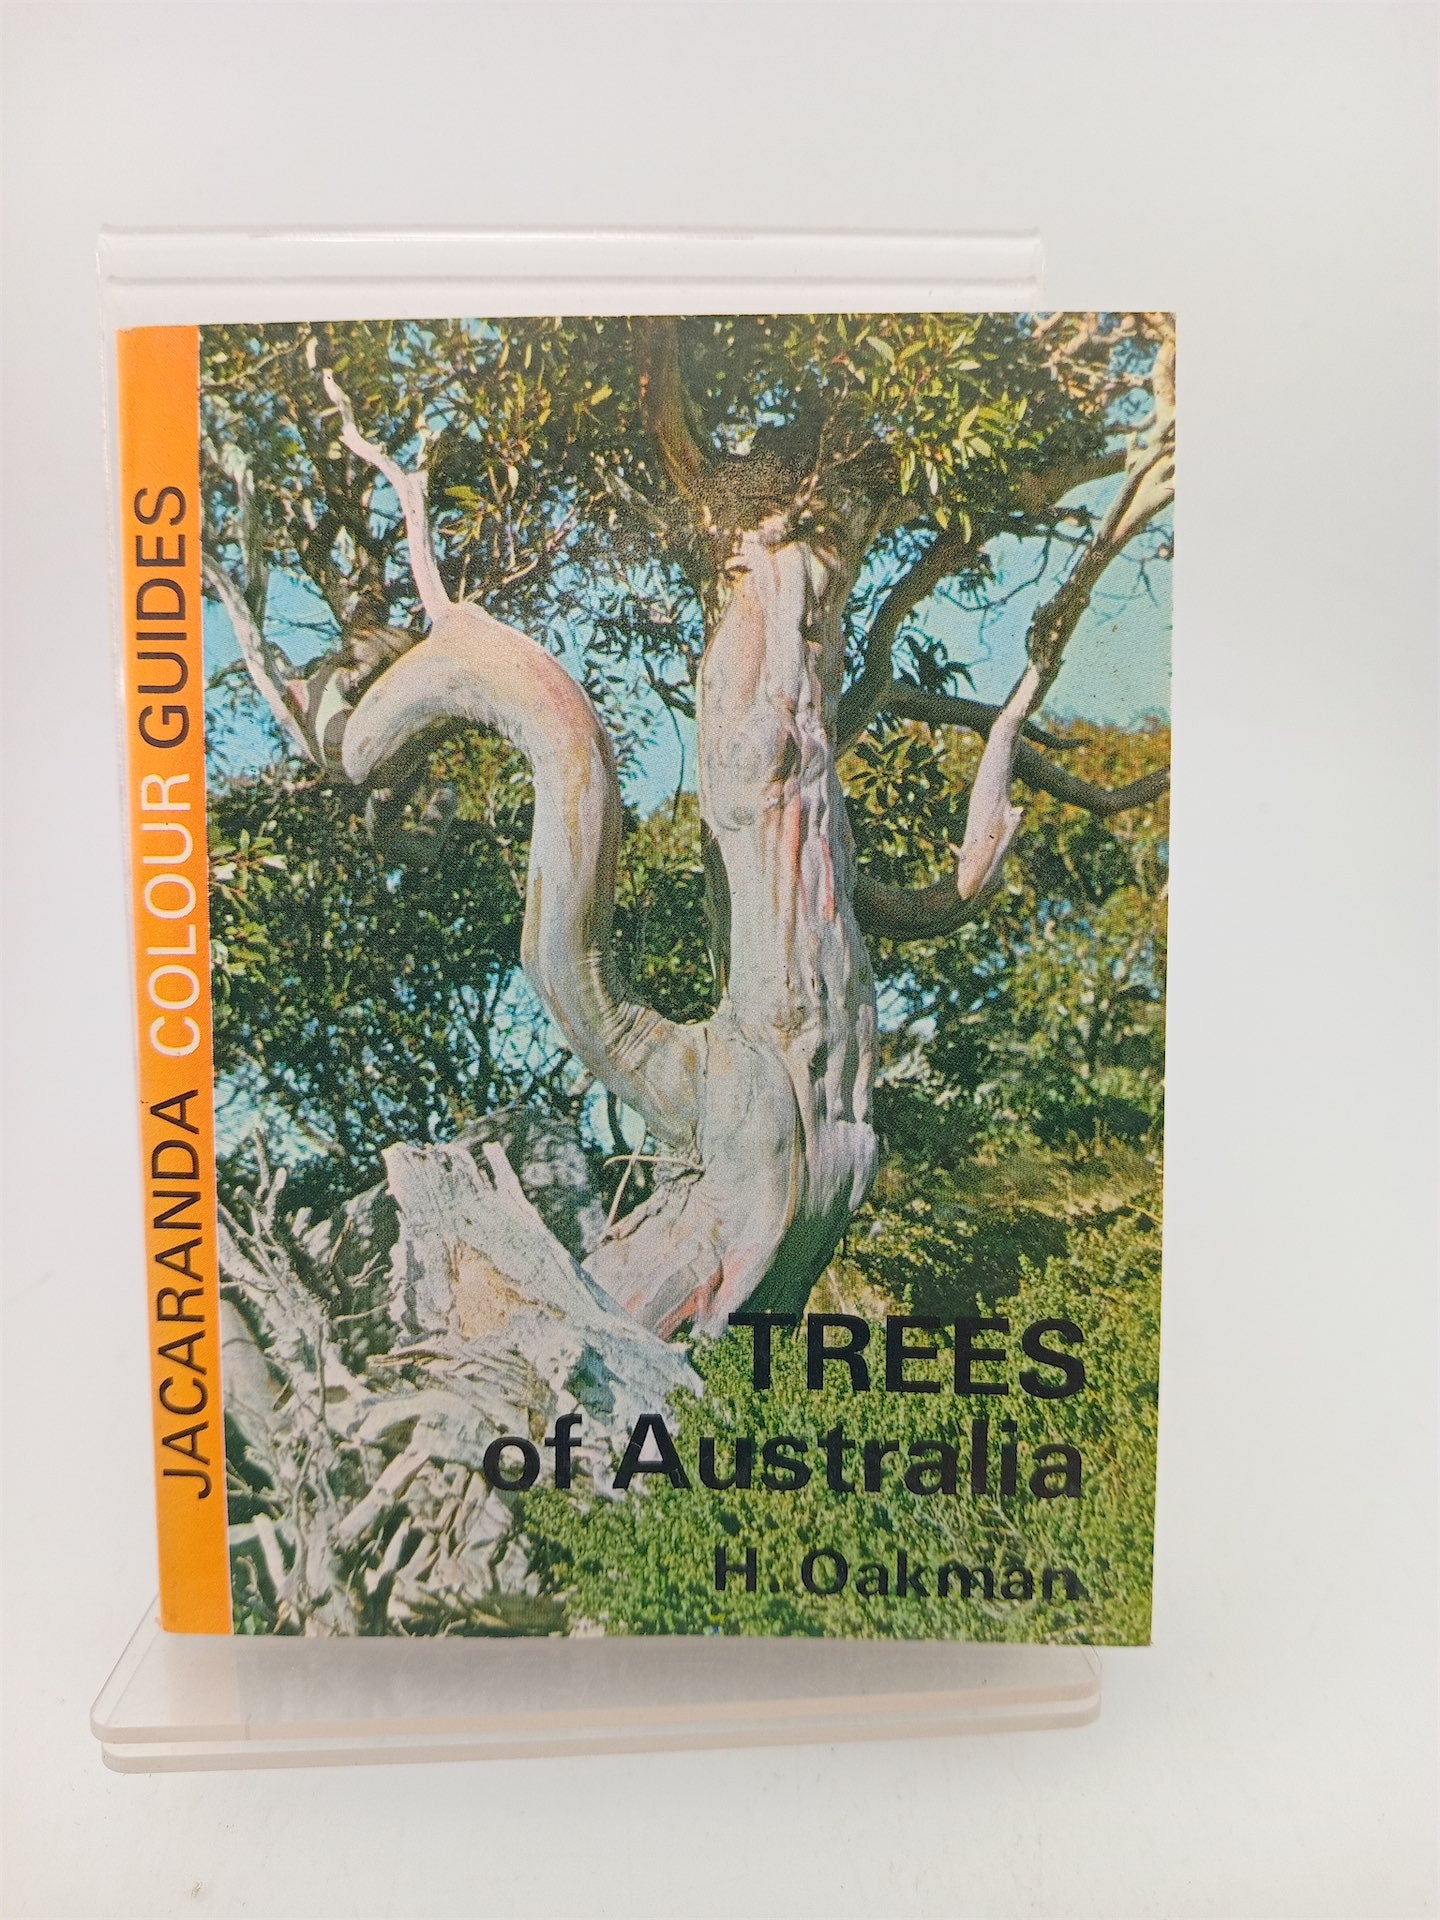 JACARANDA COLOUR GUIDES
TREES
of Australia
H. Oakman